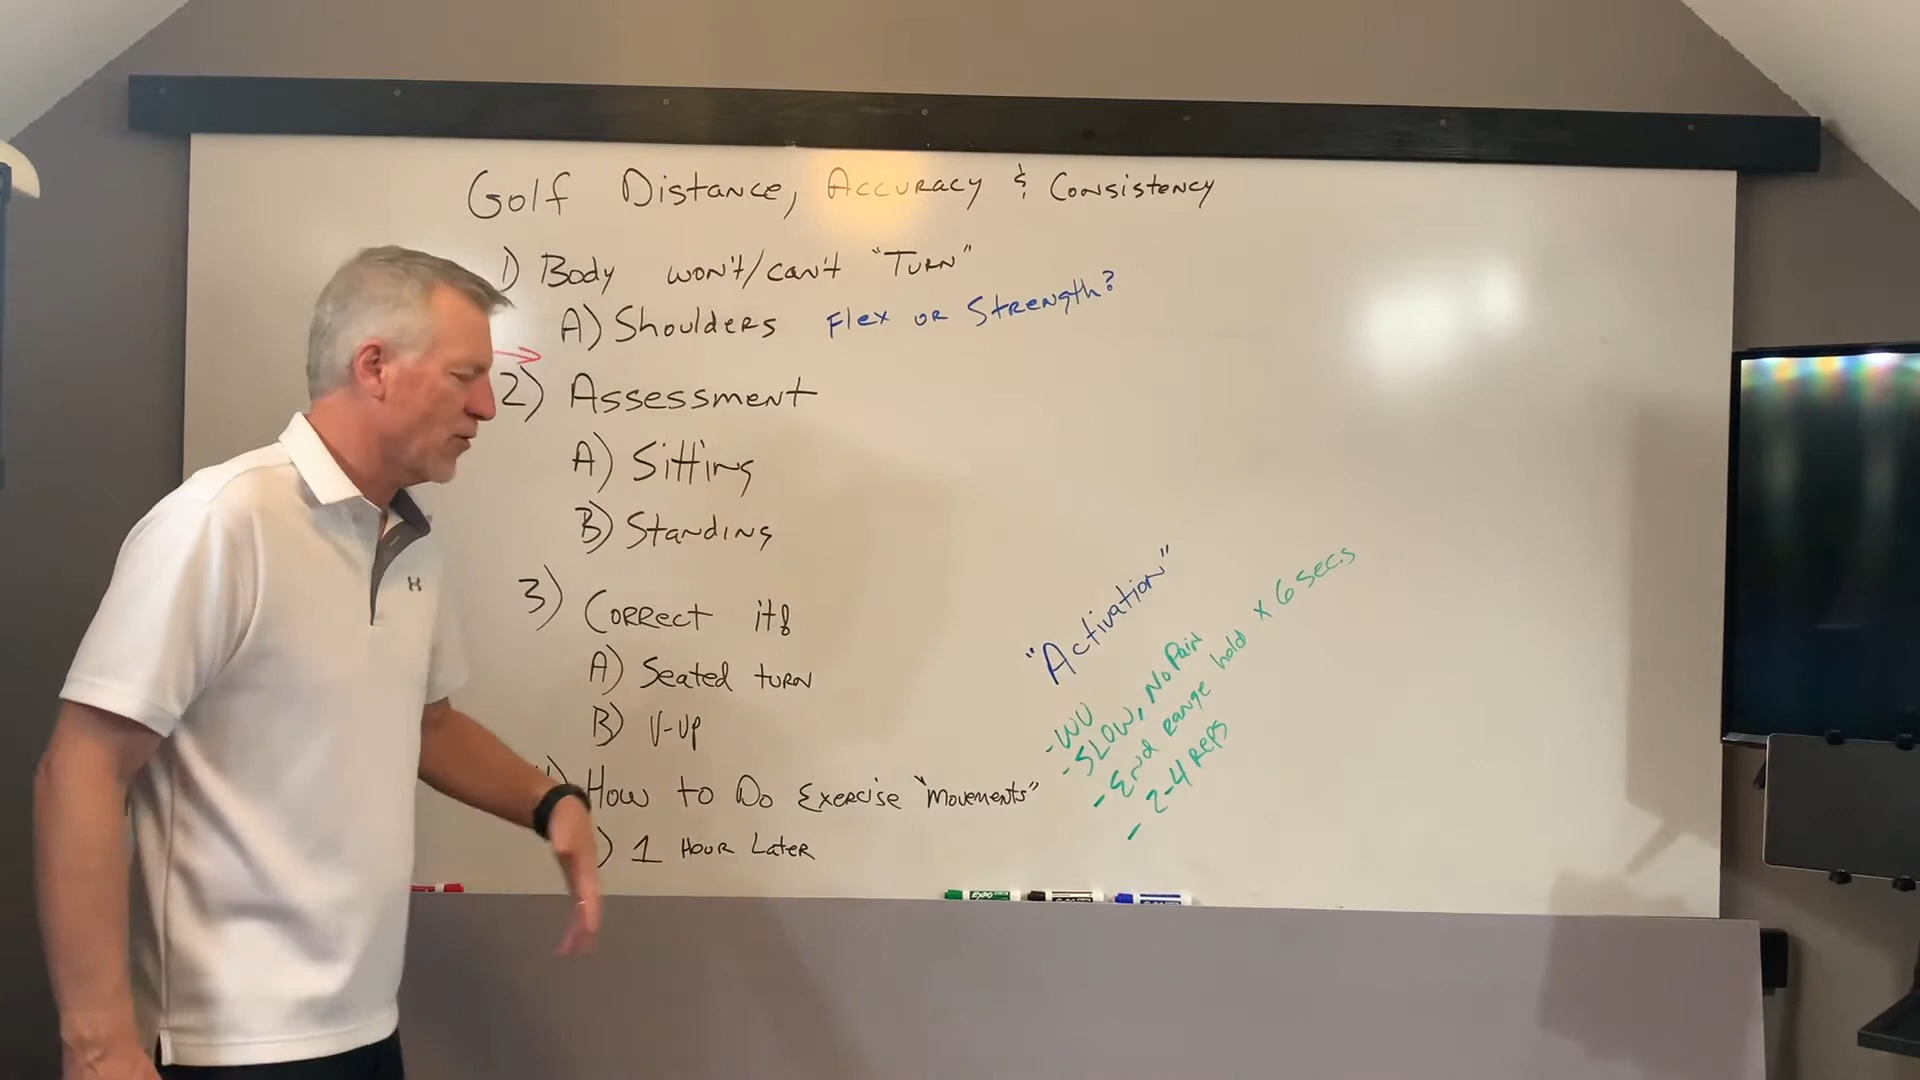 Golf Distance, Accuracy & Consistency
1) Body won't/can't "Turn"
A) Shoulders Flex or Strength?
2) Assessment
A) Sitting
B) Standing
3) Correct it!
A) Seated turn
B) V-up
How to Do Exercise "Movements"
) 1 Hour Later
"Activation"
- WU
- SLOW, No Pain
- End range hold x 6 secs
- 2-4 reps
EXPO